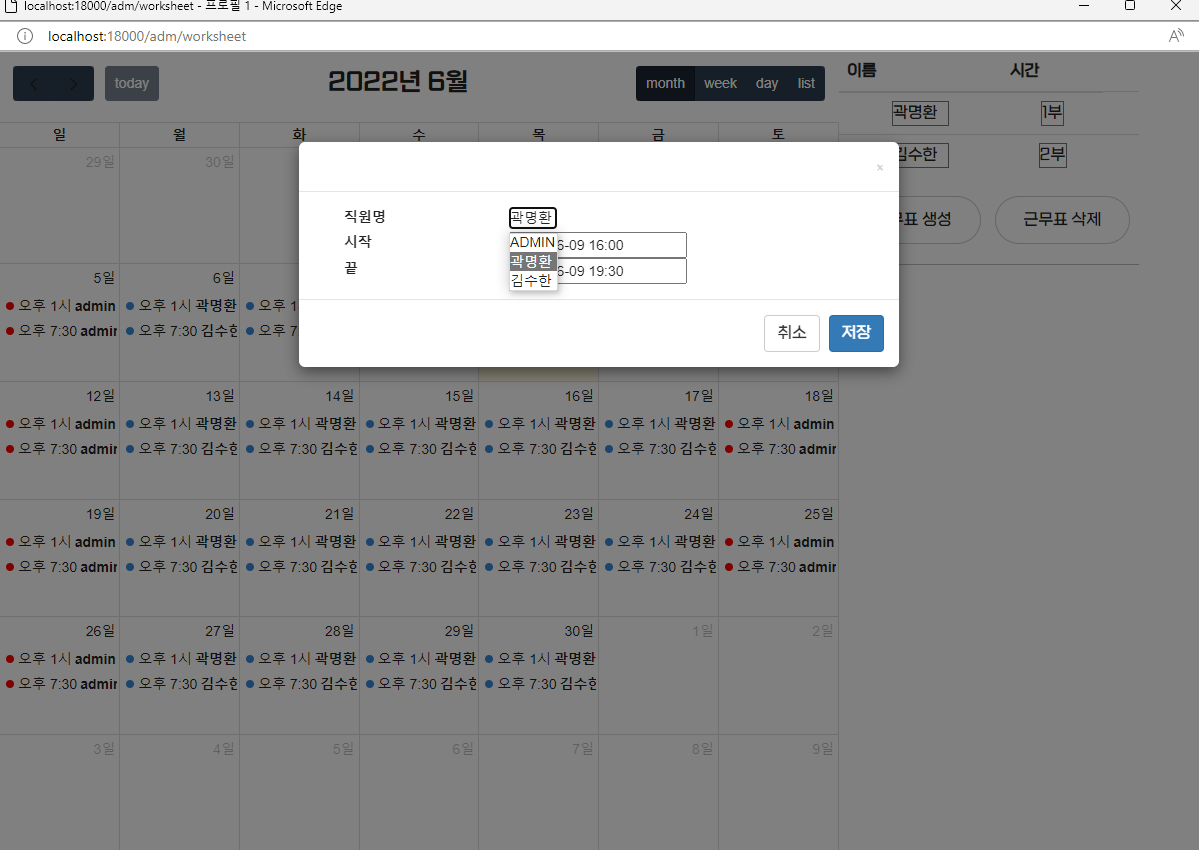 localhost:18000/adm/worksheet - 프로필 1 - Microsoft Edge
localhost:18000/adm/worksheet
today
2022년 6월
month week day list
이름 시간
곽명환 1부
김수한 2부
표 생성 근무표 삭제
일 월 화 수 목 금 토
29일 30일
×
직원명 곽명환
시작 6-09 16:00
끝 6-09 19:30
ADMIN
곽명환
김수한
취소 저장
5일 6일
오후 1시 admin 오후 1시 곽명환 오후 1
오후 7:30 admin 오후 7:30 김수한 오후 7
12일 13일 14일 15일 16일 17일 18일
오후 1시 admin 오후 1시 곽명환 오후 1시 곽명환 오후 1시 곽명환 오후 1시 곽명환 오후 1시 곽명환 오후 1시 admin
오후 7:30 admin 오후 7:30 김수한 오후 7:30 김수한 오후 7:30 김수한 오후 7:30 김수한 오후 7:30 김수한 오후 7:30 admin
19일 20일 21일 22일 23일 24일 25일
오후 1시 admin 오후 1시 곽명환 오후 1시 곽명환 오후 1시 곽명환 오후 1시 곽명환 오후 1시 곽명환 오후 1시 admin
오후 7:30 admin 오후 7:30 김수한 오후 7:30 김수한 오후 7:30 김수한 오후 7:30 김수한 오후 7:30 김수한 오후 7:30 admin
26일 27일 28일 29일 30일 1일 2일
오후 1시 admin 오후 1시 곽명환 오후 1시 곽명환 오후 1시 곽명환 오후 1시 곽명환
오후 7:30 admin 오후 7:30 김수한 오후 7:30 김수한 오후 7:30 김수한 오후 7:30 김수한
3일 4일 5일 6일 7일 8일 9일